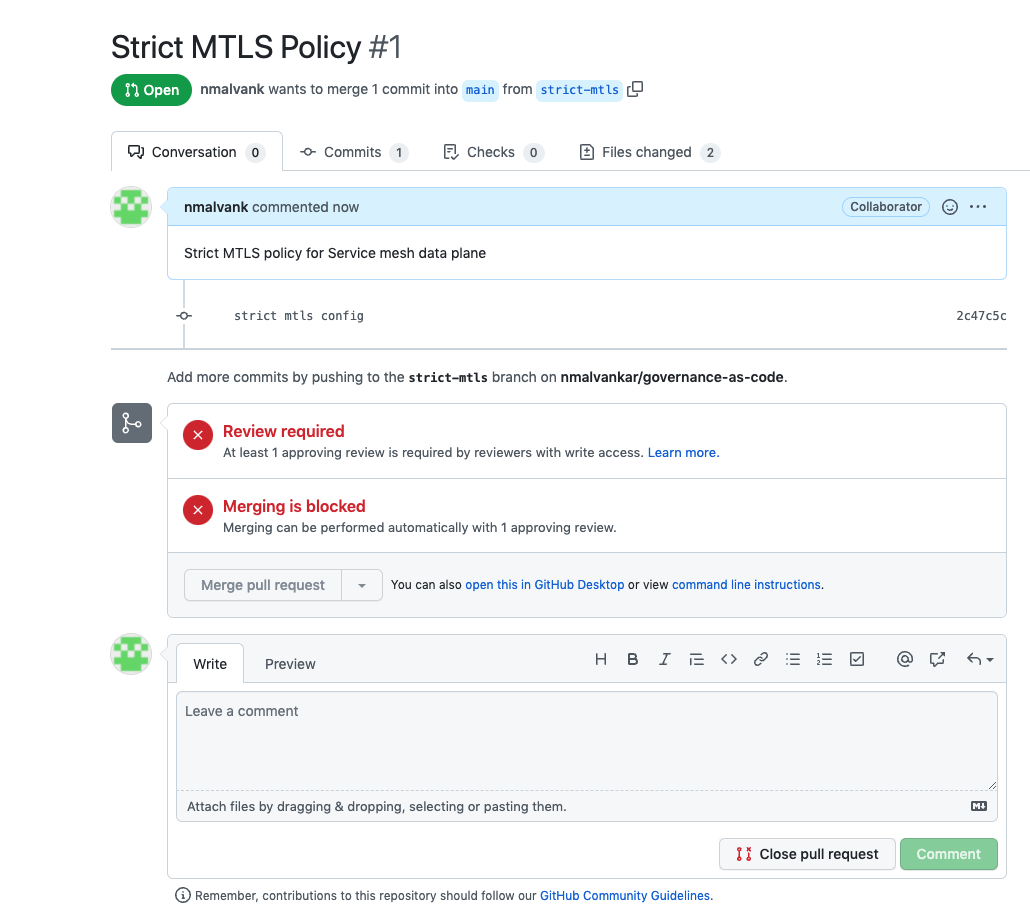 Strict MTLS Policy #1
Open nmalvank wants to merge 1 commit into main from strict-mtls
Conversation 0 Commits 1 Checks 0 Files changed 2
nmalvank commented now Collaborator
Strict MTLS policy for Service mesh data plane
strict mtls config 2c47c5c
Add more commits by pushing to the strict-mtls branch on nmalvankar/governance-as-code.
Review required
At least 1 approving review is required by reviewers with write access. Learn more.
Merging is blocked
Merging can be performed automatically with 1 approving review.
Merge pull request You can also open this in GitHub Desktop or view command line instructions.
Write Preview
Leave a comment
Attach files by dragging & dropping, selecting or pasting them.
Close pull request Comment
Remember, contributions to this repository should follow our GitHub Community Guidelines.